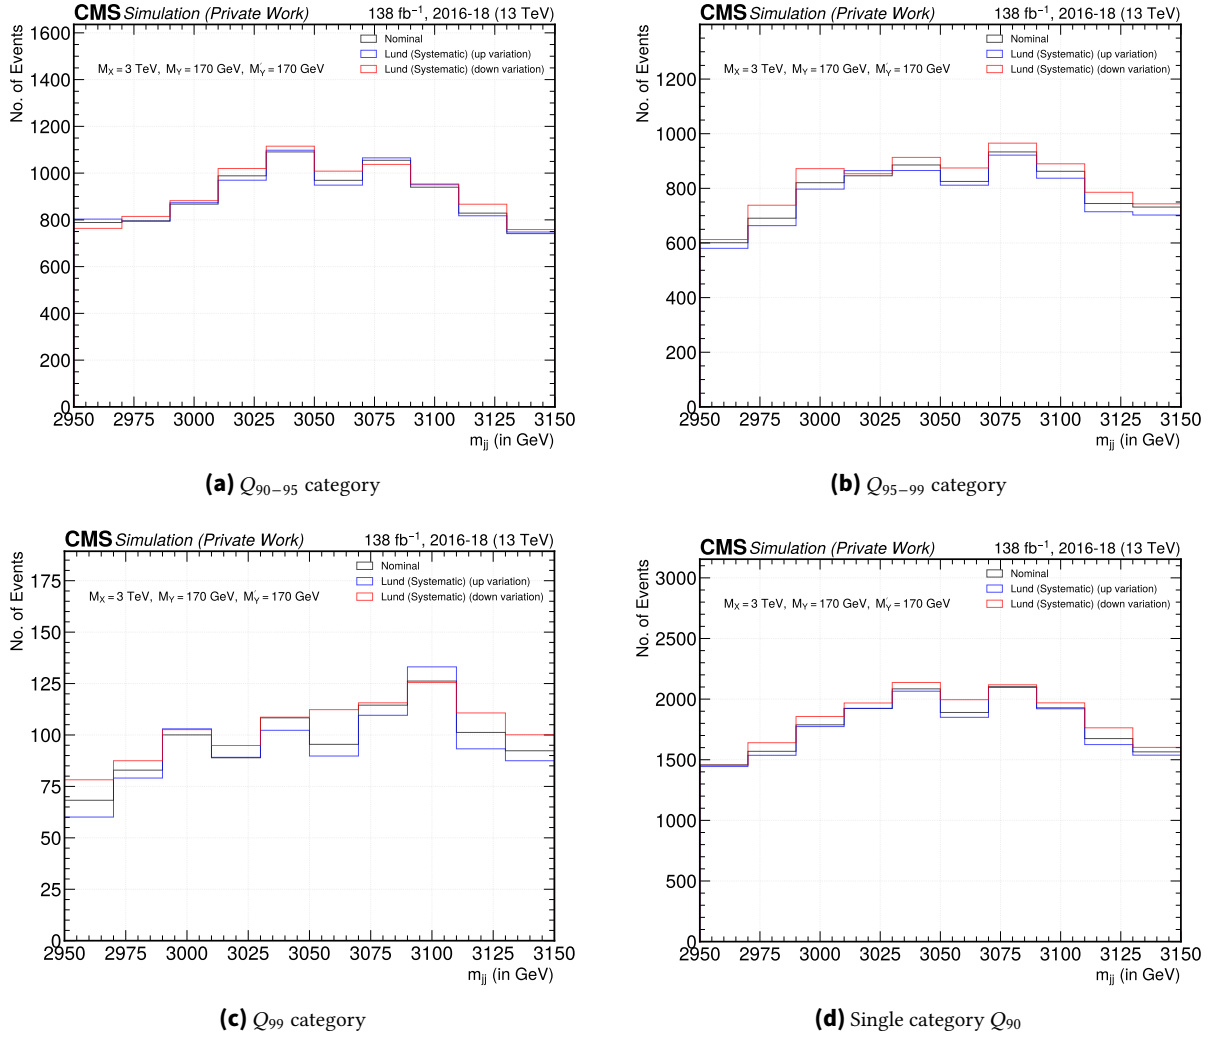 CMS Simulation (Private Work) 138 fb⁻¹, 2016-18 (13 TeV)
No. of Events
Nominal
Lund (Systematic) (up variation)
Lund (Systematic) (down variation)
M_X = 3 TeV, M_Y = 170 GeV, M_Y' = 170 GeV
1600
1400
1200
1000
800
600
400
200
0
2950 2975 3000 3025 3050 3075 3100 3125 3150
m_jj (in GeV)
(a) Q₉₀₋₉₅ category
CMS Simulation (Private Work) 138 fb⁻¹, 2016-18 (13 TeV)
No. of Events
Nominal
Lund (Systematic) (up variation)
Lund (Systematic) (down variation)
M_X = 3 TeV, M_Y = 170 GeV, M_Y' = 170 GeV
1200
1000
800
600
400
200
0
2950 2975 3000 3025 3050 3075 3100 3125 3150
m_jj (in GeV)
(b) Q₉₅₋₉₉ category
CMS Simulation (Private Work) 138 fb⁻¹, 2016-18 (13 TeV)
No. of Events
Nominal
Lund (Systematic) (up variation)
Lund (Systematic) (down variation)
M_X = 3 TeV, M_Y = 170 GeV, M_Y' = 170 GeV
175
150
125
100
75
50
25
0
2950 2975 3000 3025 3050 3075 3100 3125 3150
m_jj (in GeV)
(c) Q₉₉ category
CMS Simulation (Private Work) 138 fb⁻¹, 2016-18 (13 TeV)
No. of Events
Nominal
Lund (Systematic) (up variation)
Lund (Systematic) (down variation)
M_X = 3 TeV, M_Y = 170 GeV, M_Y' = 170 GeV
3000
2500
2000
1500
1000
500
0
2950 2975 3000 3025 3050 3075 3100 3125 3150
m_jj (in GeV)
(d) Single category Q₉₀